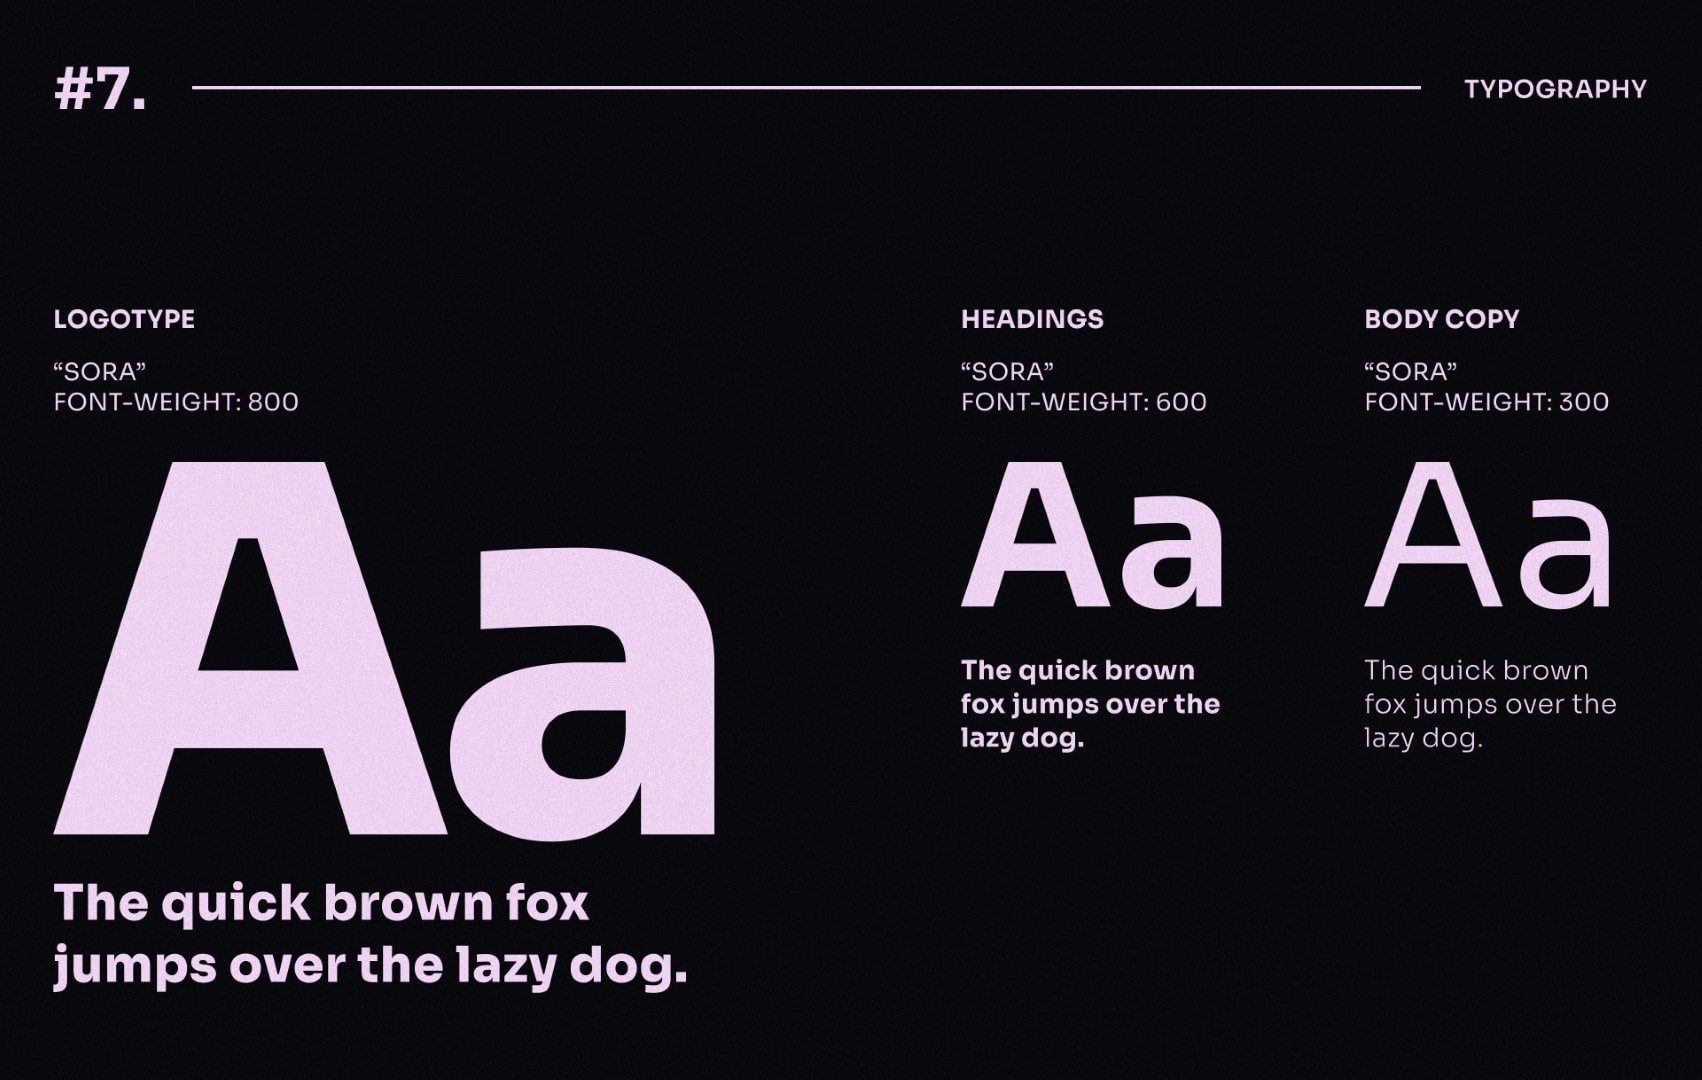 #7.
TYPOGRAPHY
LOGOTYPE
“SORA”
FONT-WEIGHT: 800
Aa
The quick brown fox
jumps over the lazy dog.
HEADINGS
“SORA”
FONT-WEIGHT: 600
Aa
The quick brown
fox jumps over the
lazy dog.
BODY COPY
“SORA”
FONT-WEIGHT: 300
Aa
The quick brown
fox jumps over the
lazy dog.